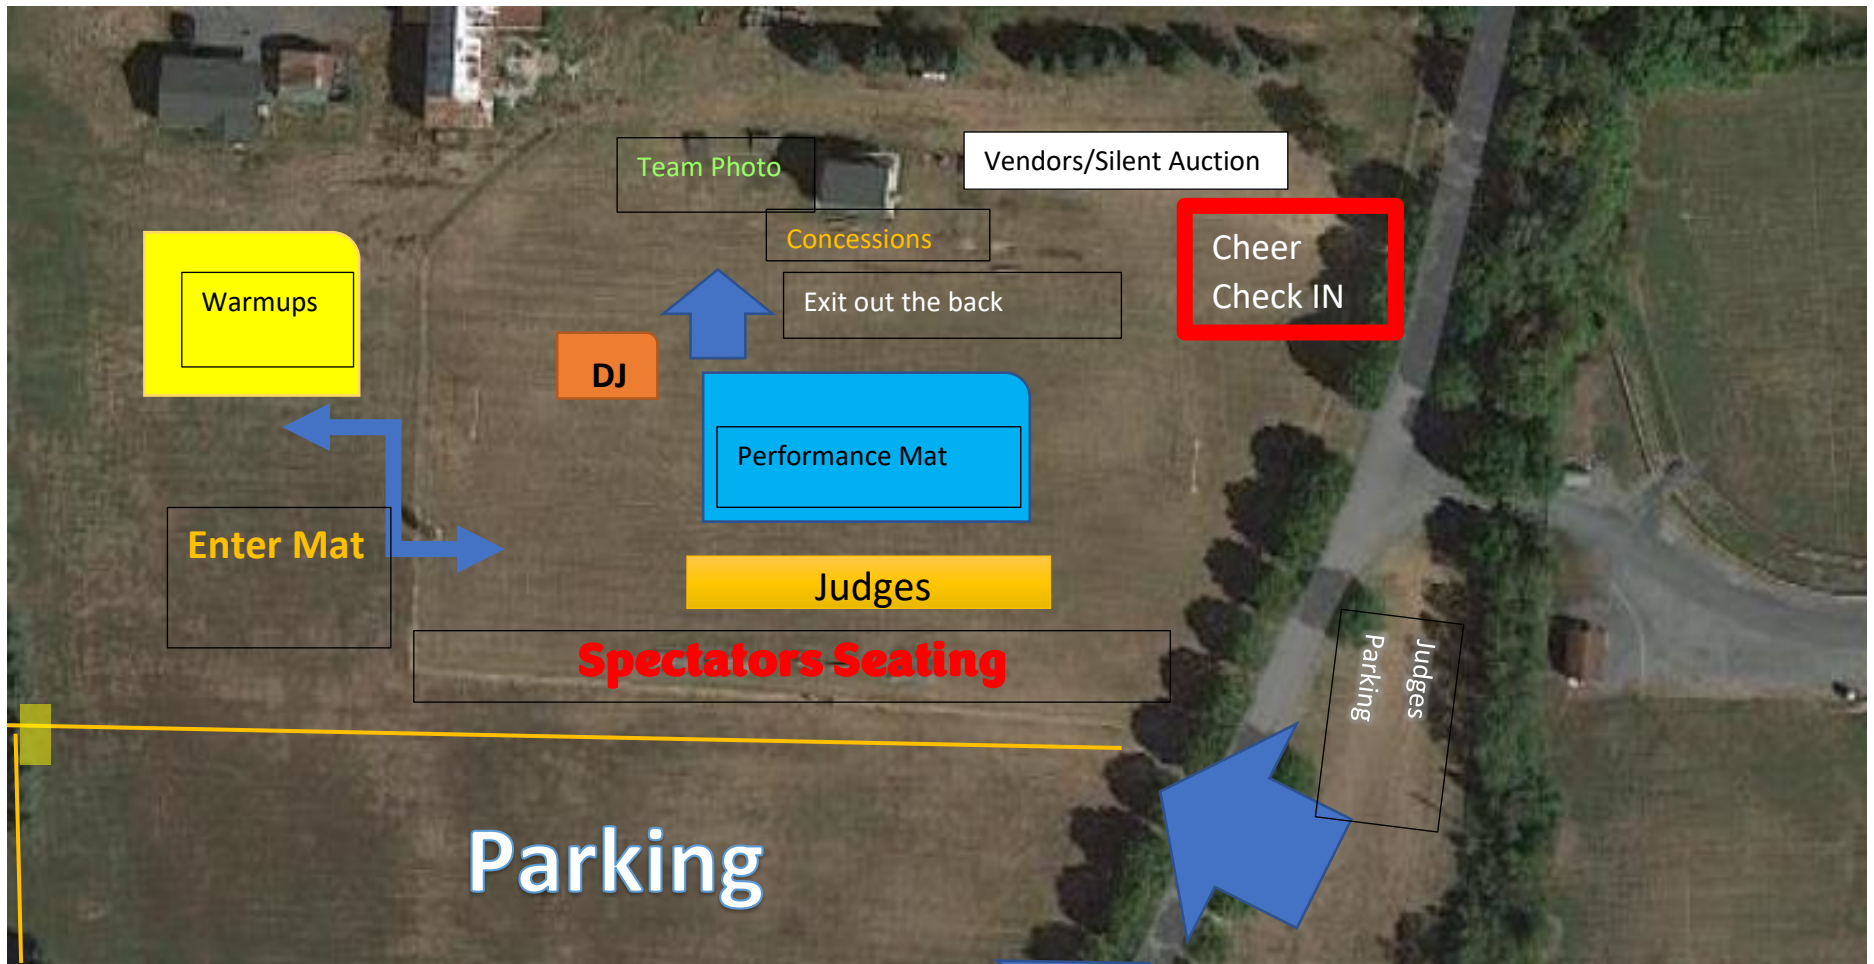 Team Photo
Vendors/Silent Auction
Concessions
Cheer
Check IN
Warmups
Exit out the back
DJ
Performance Mat
Enter Mat
Judges
Spectators Seating
Judges
Parking
Parking